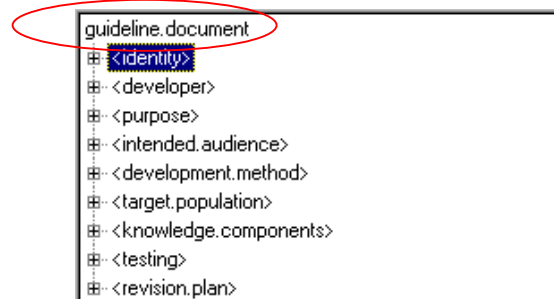 guideline.document
<identity>
<developer>
<purpose>
<intended.audience>
<development.method>
<target.population>
<knowledge.components>
<testing>
<revision.plan>